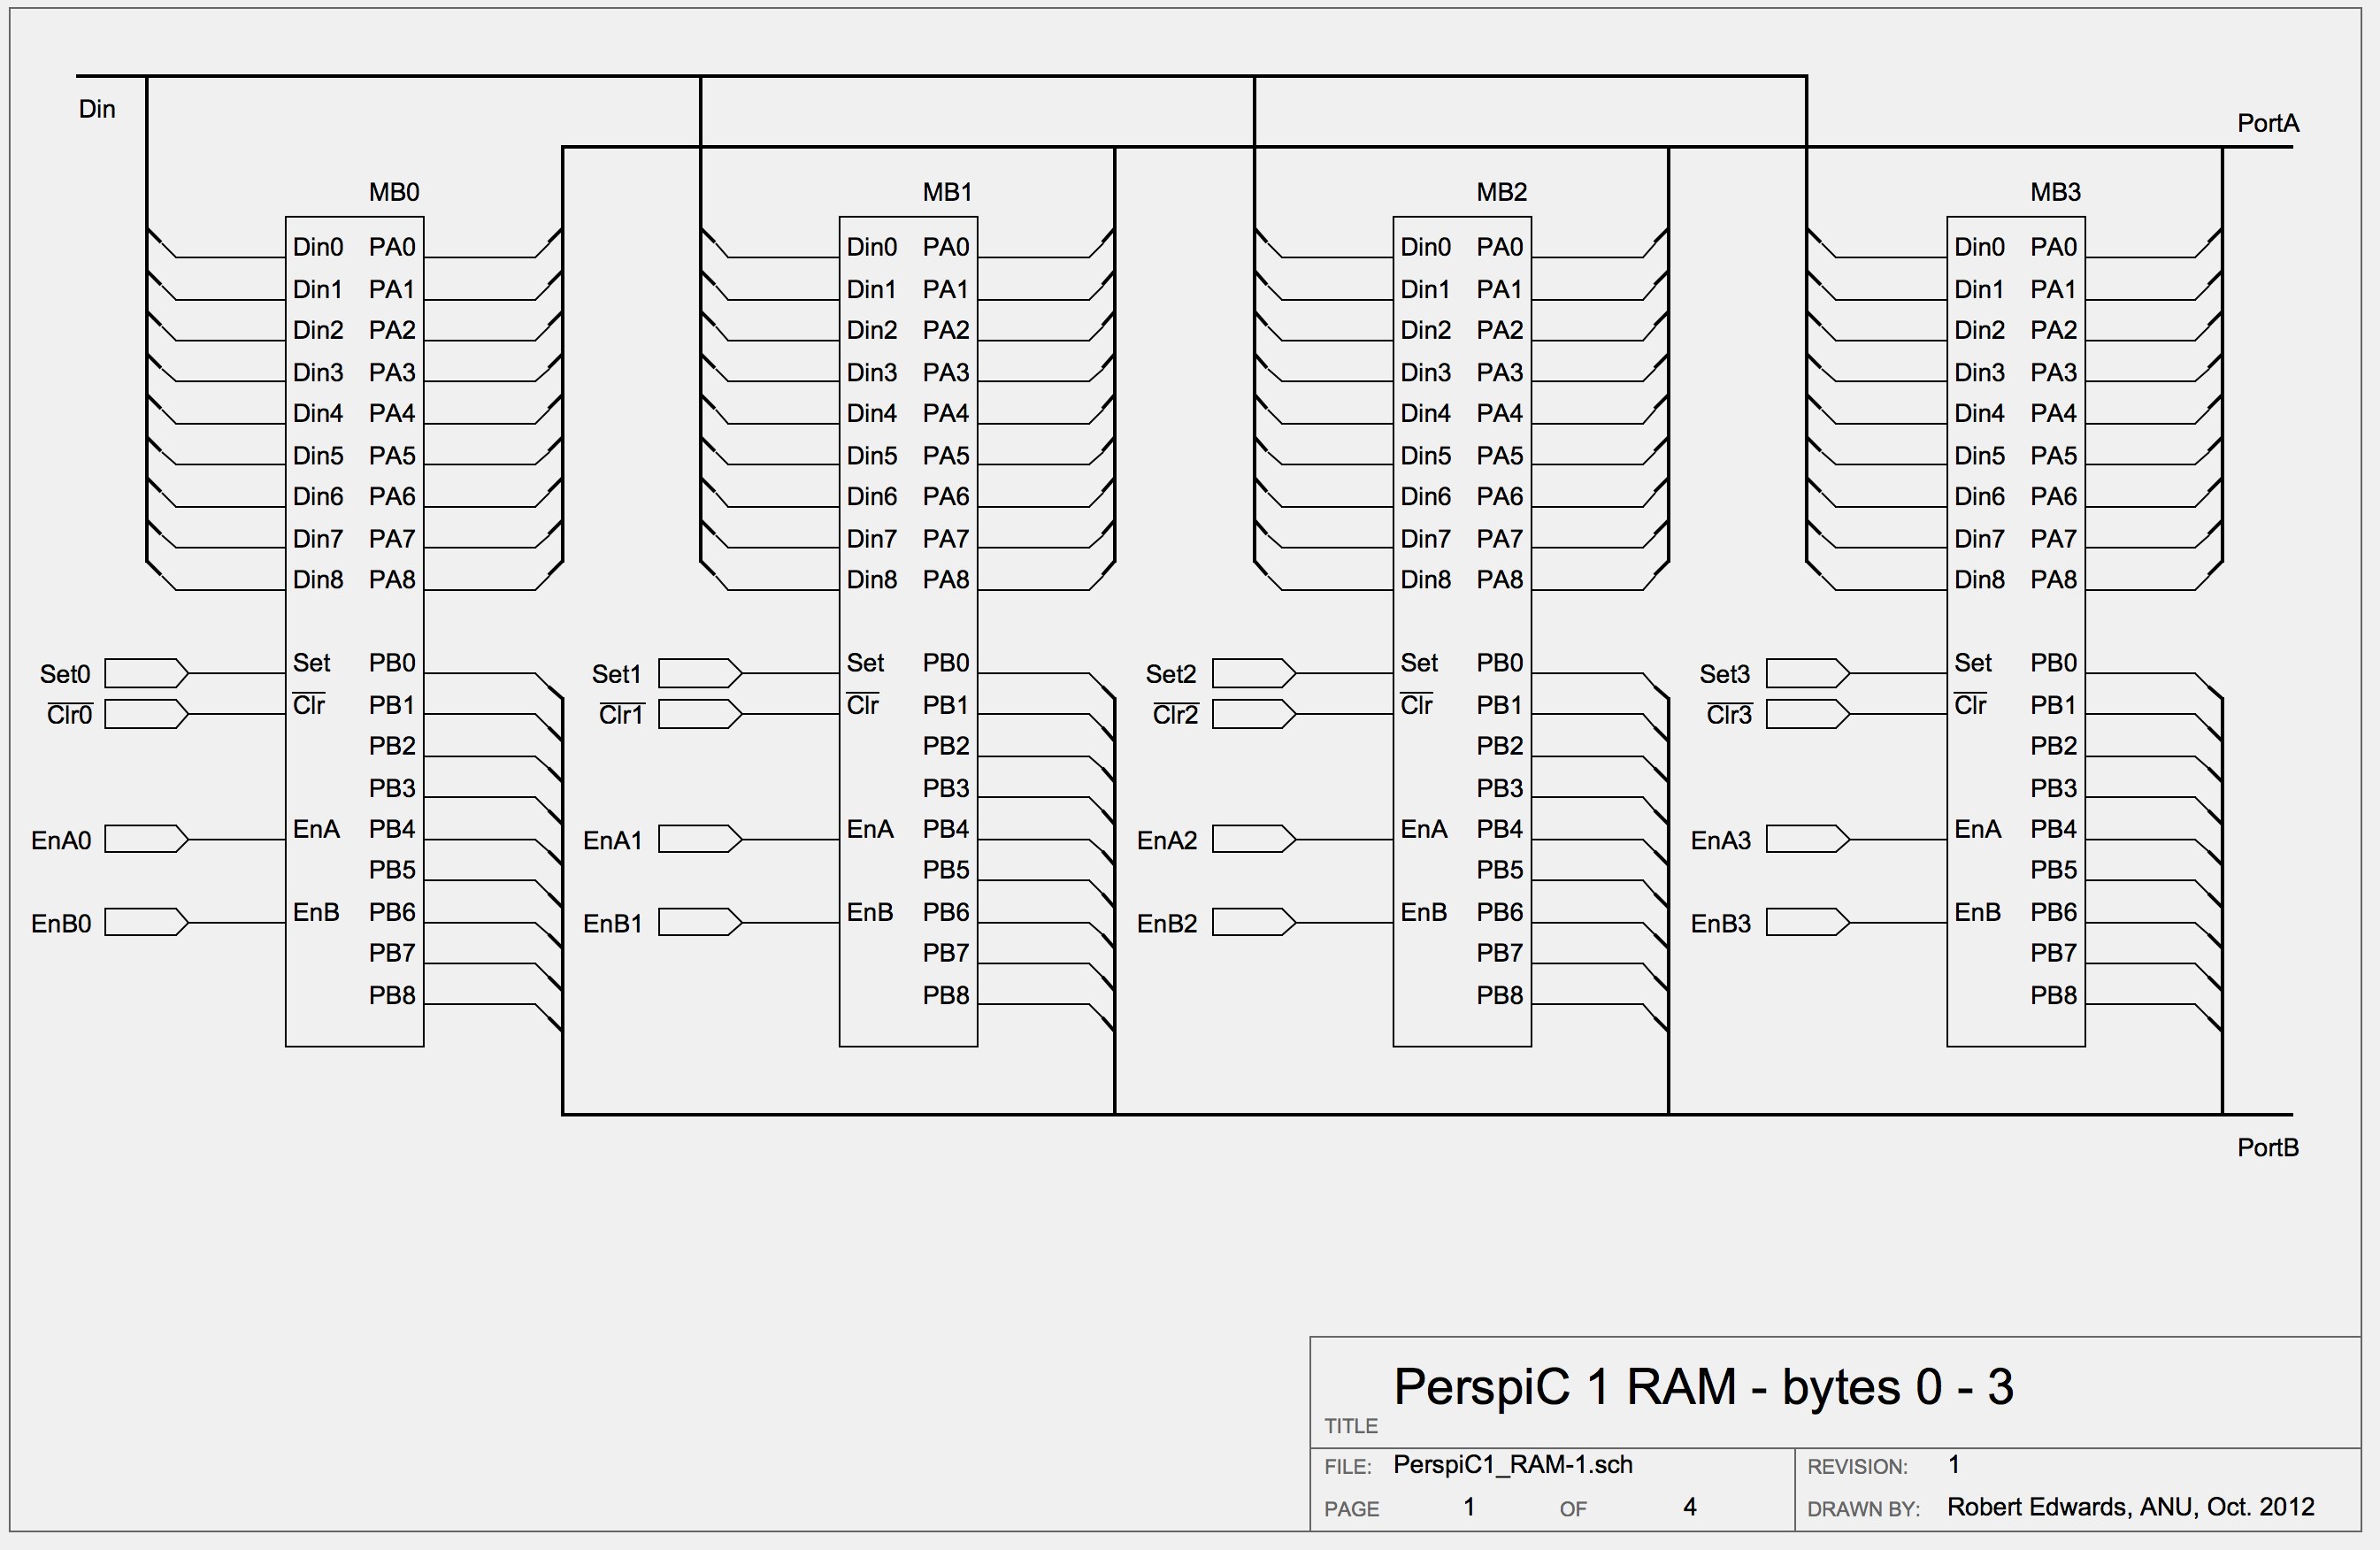 Din
PortA
MB0 MB1 MB2 MB3
Din0 PA0 Din0 PA0 Din0 PA0 Din0 PA0
Din1 PA1 Din1 PA1 Din1 PA1 Din1 PA1
Din2 PA2 Din2 PA2 Din2 PA2 Din2 PA2
Din3 PA3 Din3 PA3 Din3 PA3 Din3 PA3
Din4 PA4 Din4 PA4 Din4 PA4 Din4 PA4
Din5 PA5 Din5 PA5 Din5 PA5 Din5 PA5
Din6 PA6 Din6 PA6 Din6 PA6 Din6 PA6
Din7 PA7 Din7 PA7 Din7 PA7 Din7 PA7
Din8 PA8 Din8 PA8 Din8 PA8 Din8 PA8
Set0 Set PB0 Set1 Set PB0 Set2 Set PB0 Set3 Set PB0
Clr0 Clr PB1 Clr1 Clr PB1 Clr2 Clr PB1 Clr3 Clr PB1
PB2 PB2 PB2 PB2
PB3 PB3 PB3 PB3
EnA0 EnA PB4 EnA1 EnA PB4 EnA2 EnA PB4 EnA3 EnA PB4
PB5 PB5 PB5 PB5
EnB0 EnB PB6 EnB1 EnB PB6 EnB2 EnB PB6 EnB3 EnB PB6
PB7 PB7 PB7 PB7
PB8 PB8 PB8 PB8
PortB
PerspiC 1 RAM - bytes 0 - 3
TITLE
FILE: PerspiC1_RAM-1.sch REVISION: 1
PAGE 1 OF 4 DRAWN BY: Robert Edwards, ANU, Oct. 2012